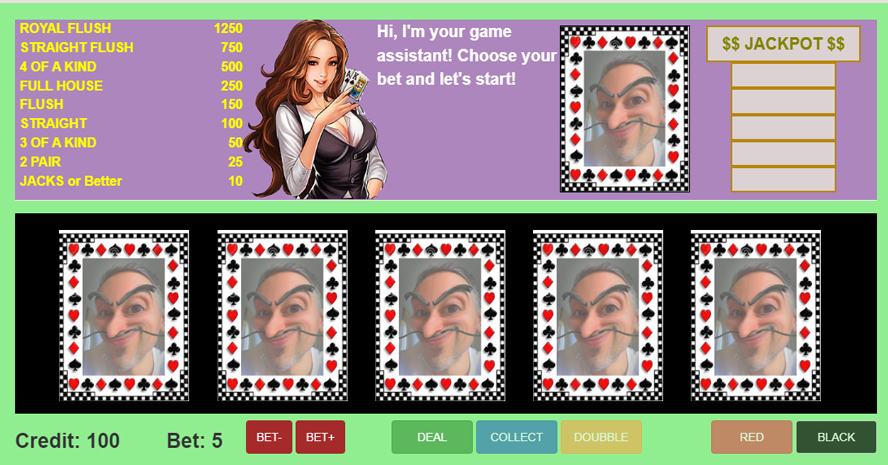 ROYAL FLUSH 1250
STRAIGHT FLUSH 750
4 OF A KIND 500
FULL HOUSE 250
FLUSH 150
STRAIGHT 100
3 OF A KIND 50
2 PAIR 25
JACKS or Better 10
Hi, I'm your game
assistant! Choose your
bet and let's start!
$$ JACKPOT $$
Credit: 100 Bet: 5 BET- BET+ DEAL COLLECT DOUBBLE RED BLACK